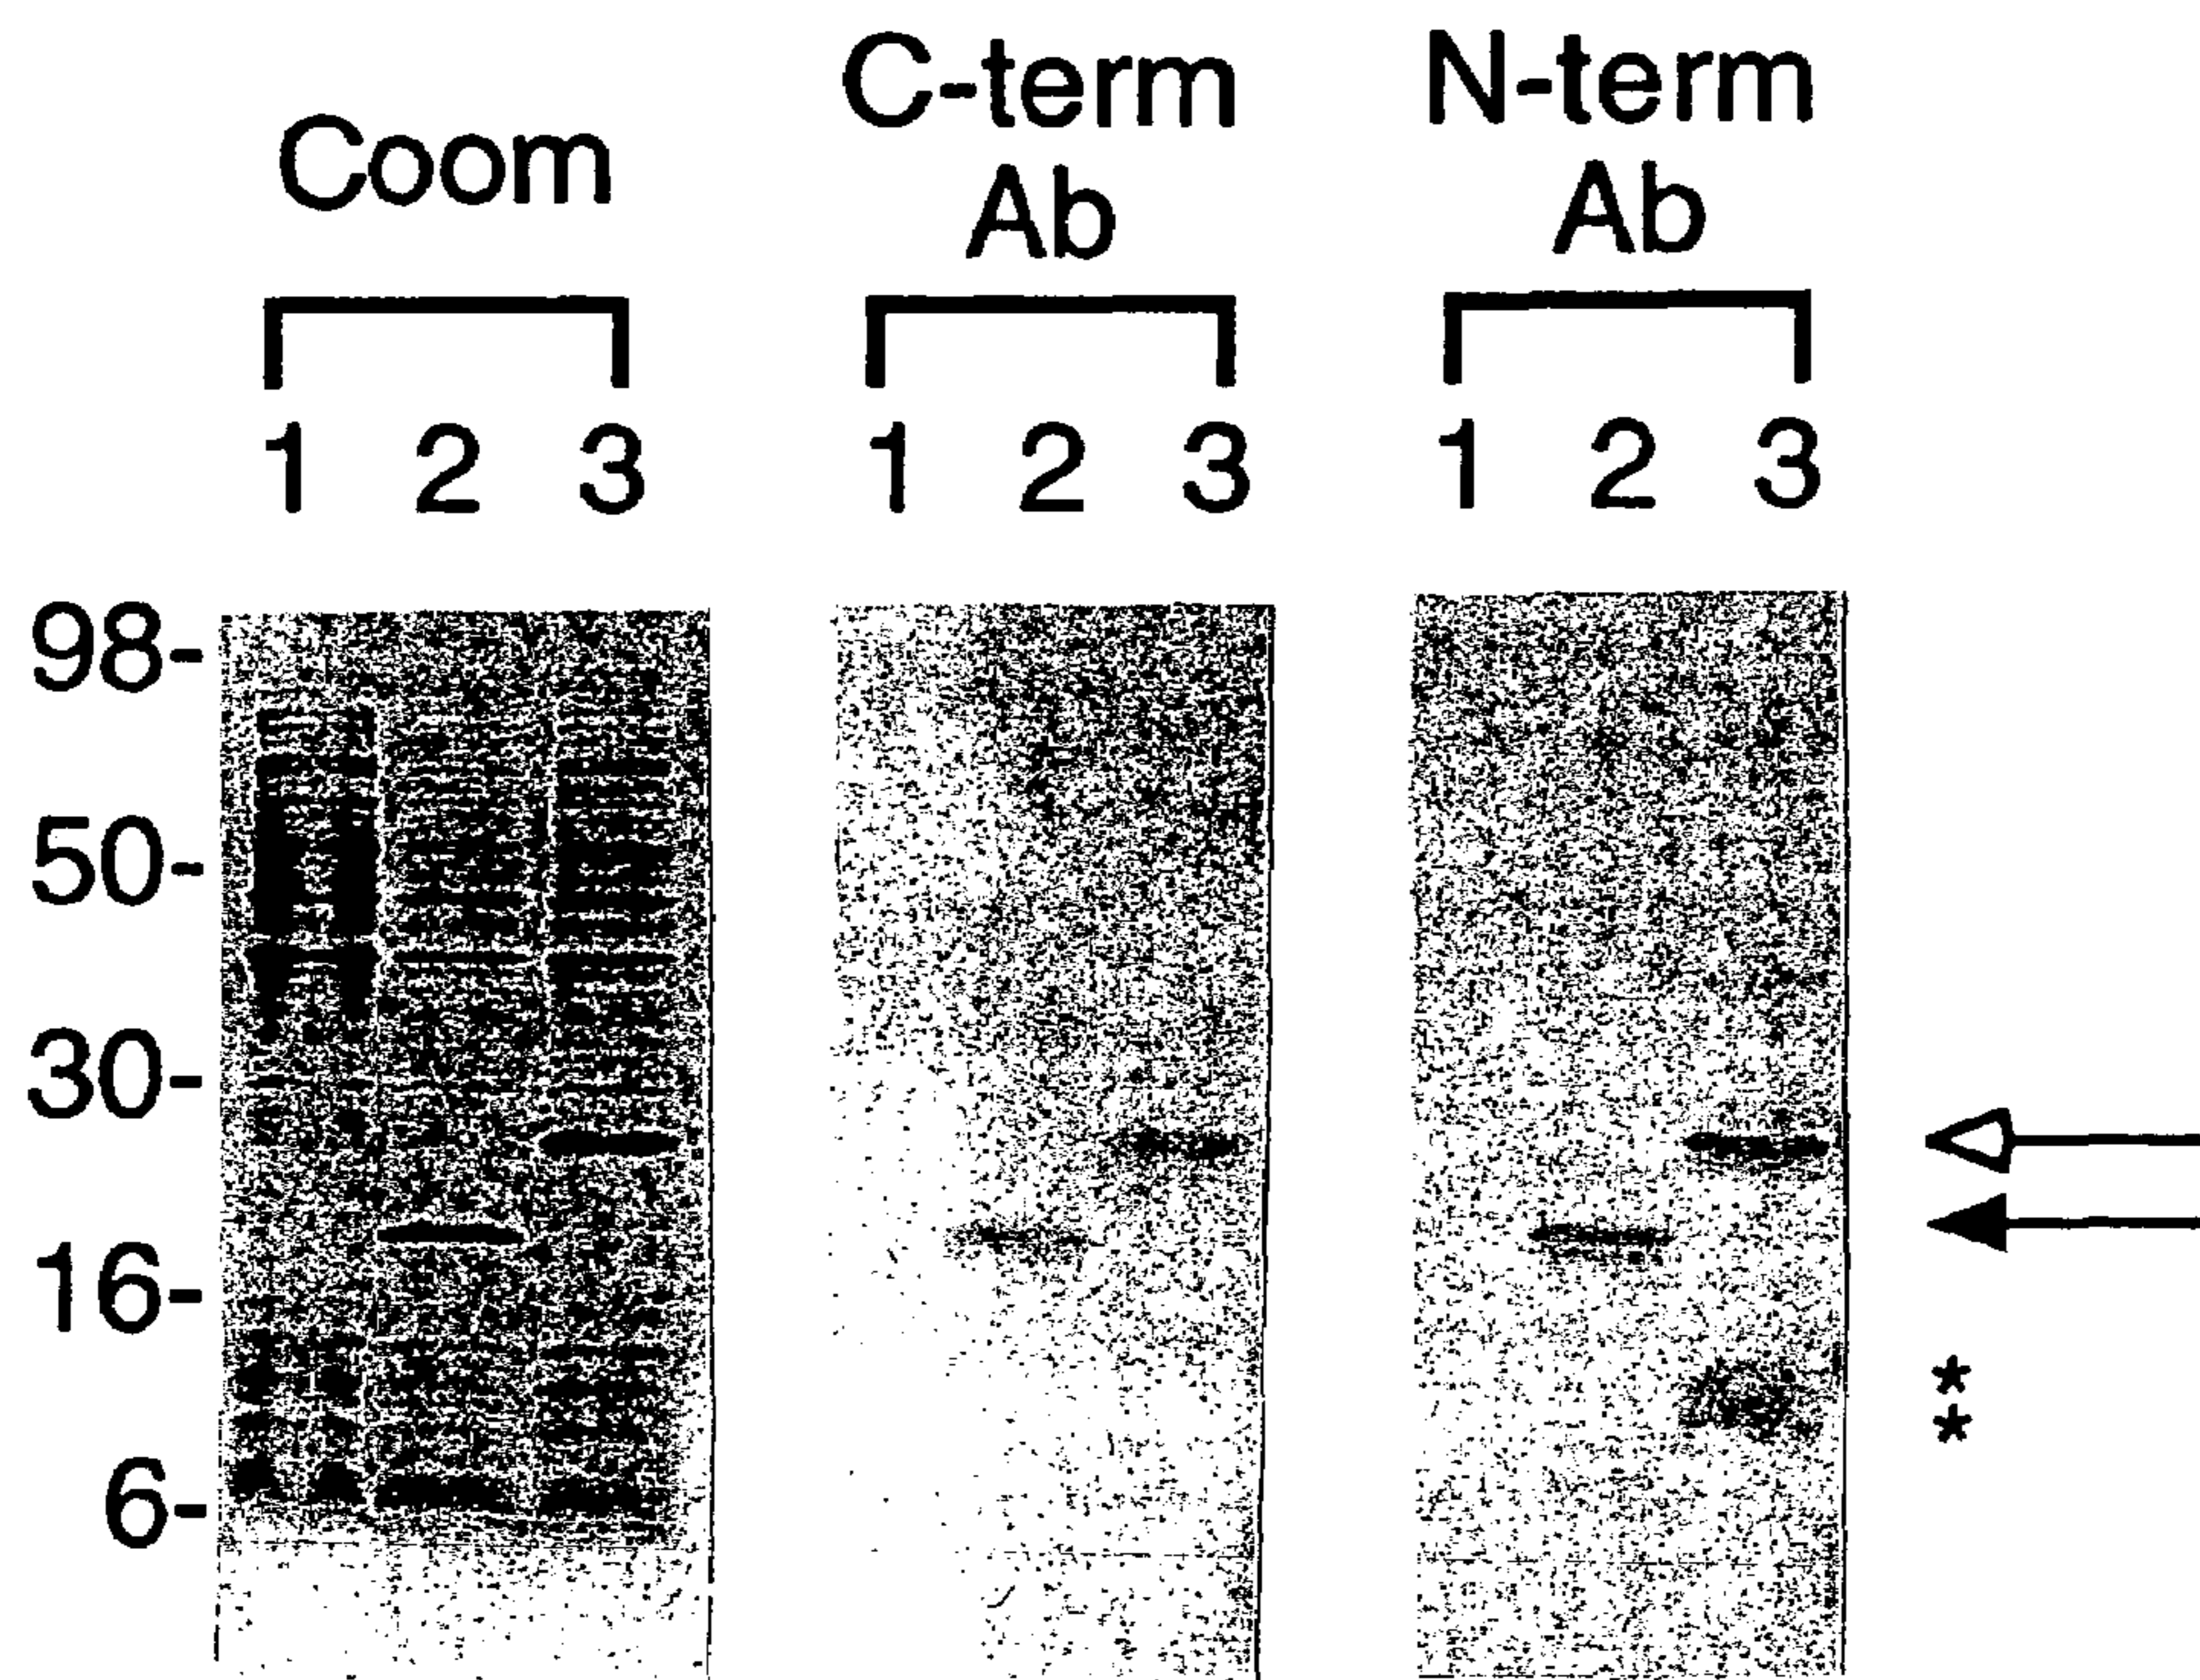 Coom
C-term
Ab
N-term
Ab
1 2 3
1 2 3
1 2 3
98-
50-
30-
16-
6-
*
*